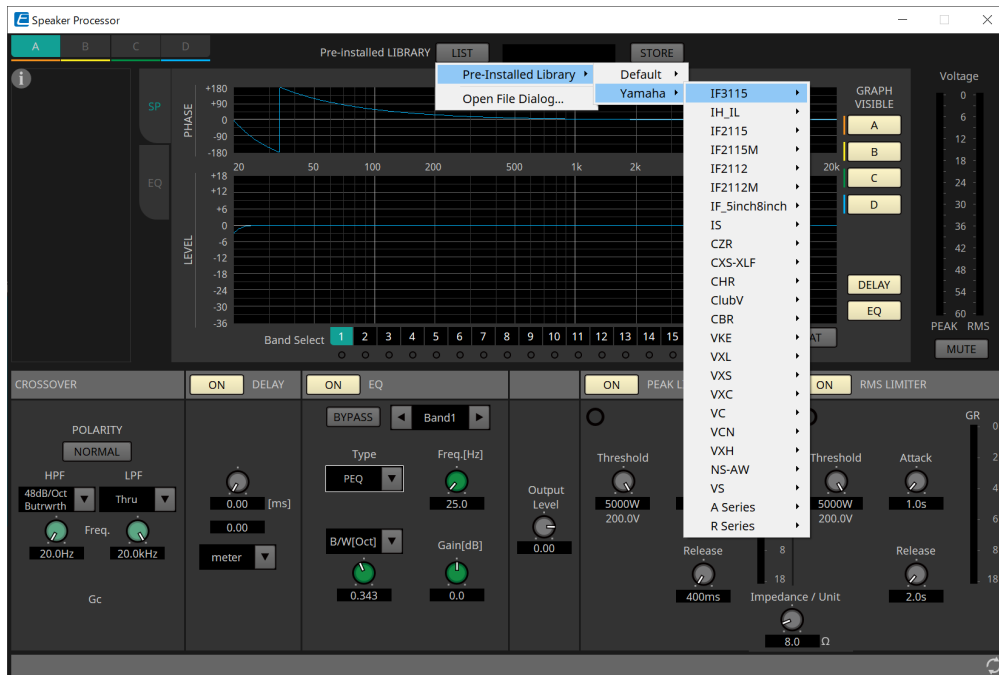 Speaker Processor
A B C D
Pre-installed LIBRARY LIST STORE
Pre-Installed Library
Open File Dialog...
Default
Yamaha
IF3115
IH_IL
IF2115
IF2115M
IF2112
IF2112M
IF_5inch8inch
IS
CZR
CXS-XLF
CHR
ClubV
CBR
VKE
VXL
VXS
VXC
VC
VCN
VXH
NS-AW
VS
A Series
R Series
SP
EQ
PHASE
+180
+90
0
-90
-180
20 50 100 200 500 1k 2k 20k
LEVEL
+18
+12
+6
0
-6
-12
-18
-24
-30
-36
Band Select 1 2 3 4 5 6 7 8 9 10 11 12 13 14 15
GRAPH
VISIBLE
A
B
C
D
DELAY
EQ
Voltage
0
6
12
18
24
30
36
42
48
54
60
PEAK RMS
MUTE
CROSSOVER
POLARITY
NORMAL
HPF LPF
48dB/Oct
Butrwrth
Thru
Freq.
20.0Hz 20.0kHz
Gc
ON DELAY
0.00 [ms]
0.00
meter
ON EQ
BYPASS Band1
Type Freq.[Hz]
PEQ
25.0
B/W[Oct] Gain[dB]
0.343 0.0
Output
Level
0.00
ON PEAK L
Threshold
5000W
200.0V
Release
400ms
8
18
Impedance / Unit
8.0 Ω
ON RMS LIMITER
GR
Threshold Attack
5000W 1.0s
200.0V
Release
2.0s
0
2
4
6
8
18